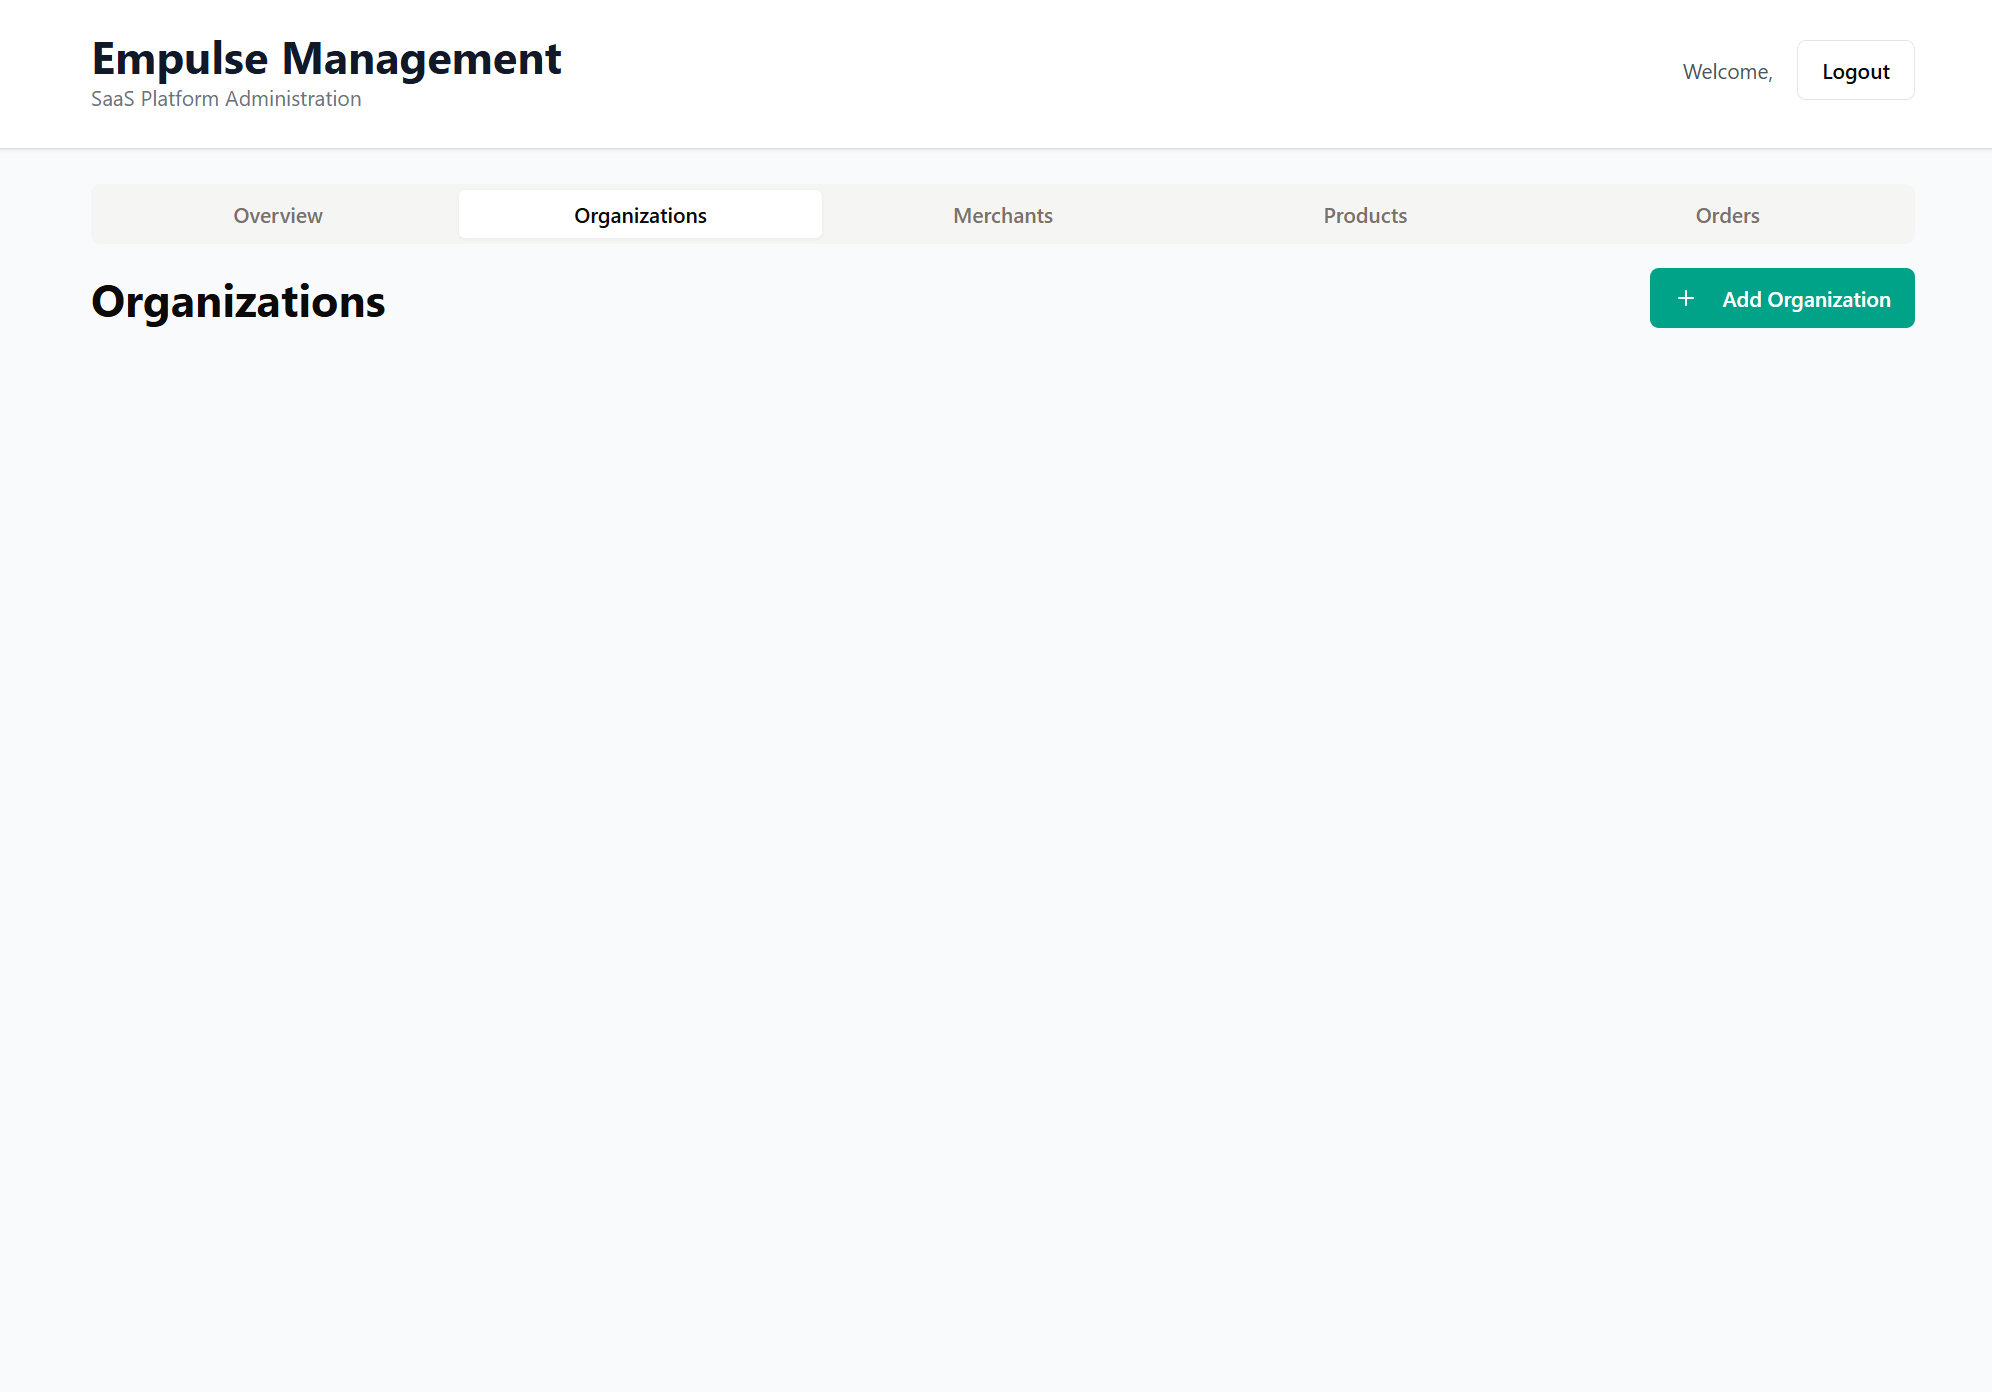 Empulse Management
SaaS Platform Administration
Welcome,
Logout
Overview
Organizations
Merchants
Products
Orders
Organizations
+ Add Organization